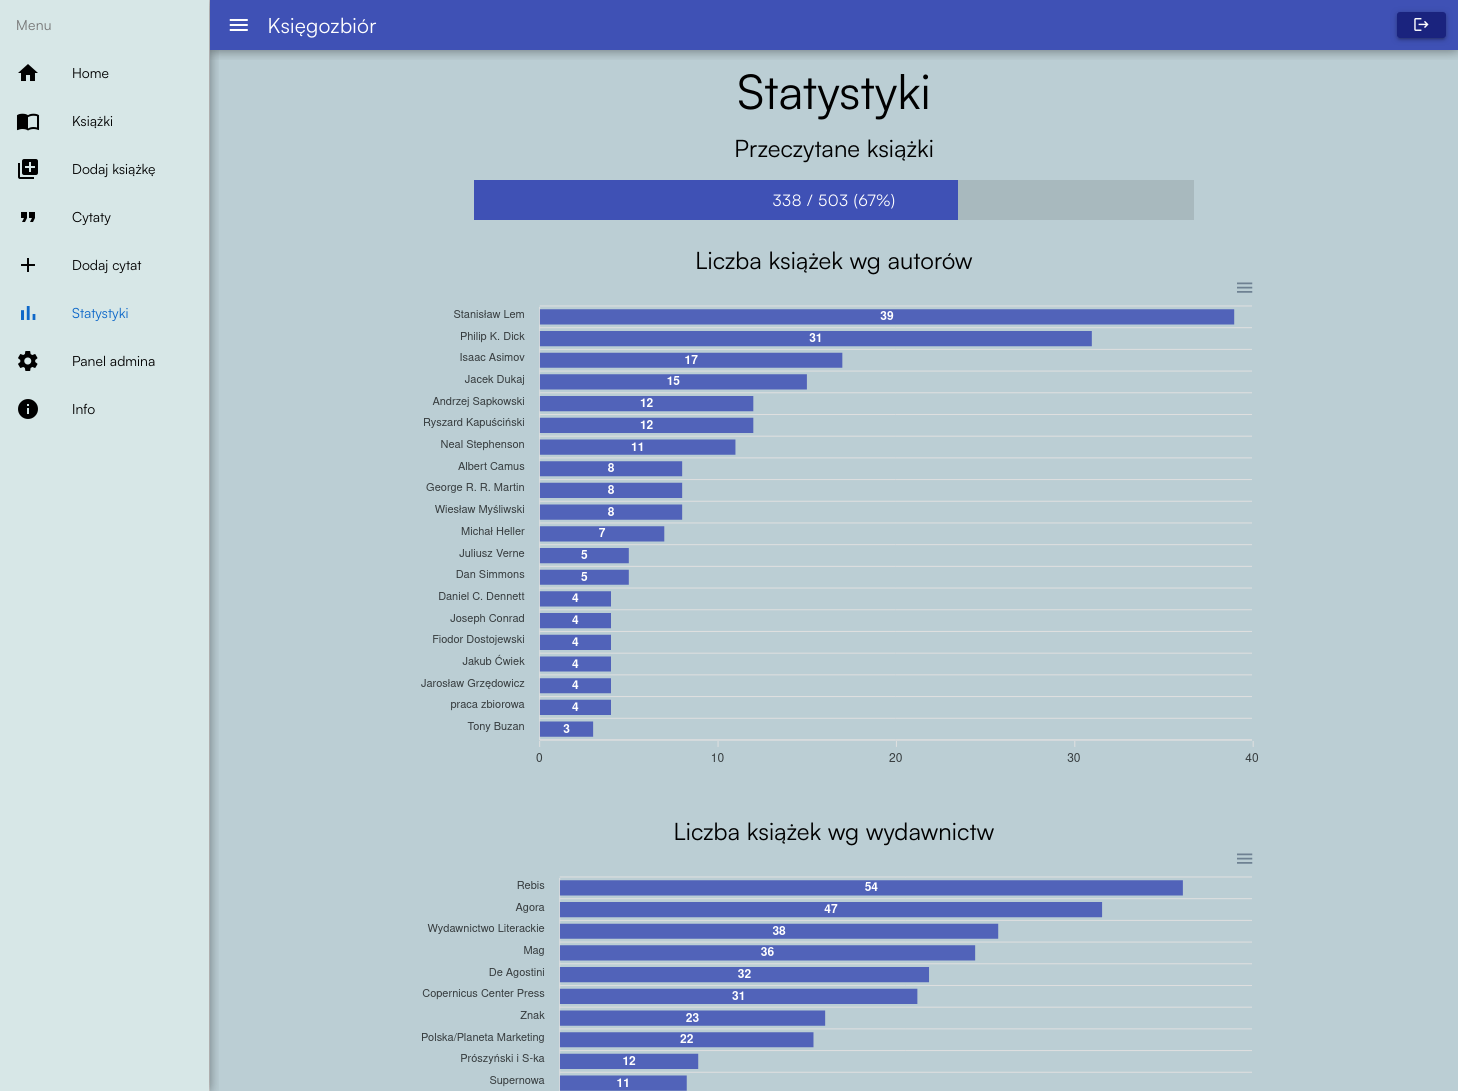 Menu
Home
Książki
Dodaj książkę
Cytaty
Dodaj cytat
Statystyki
Panel admina
Info
Księgozbiór
Statystyki
Przeczytane książki
338 / 503 (67%)
Liczba książek wg autorów
Stanisław Lem 39
Philip K. Dick 31
Isaac Asimov 17
Jacek Dukaj 15
Andrzej Sapkowski 12
Ryszard Kapuściński 12
Neal Stephenson 11
Albert Camus 8
George R. R. Martin 8
Wiesław Myśliwski 8
Michał Heller 7
Juliusz Verne 5
Dan Simmons 5
Daniel C. Dennett 4
Joseph Conrad 4
Fiodor Dostojewski 4
Jakub Ćwiek 4
Jarosław Grzędowicz 4
praca zbiorowa 4
Tony Buzan 3
0 10 20 30 40
Liczba książek wg wydawnictw
Rebis 54
Agora 47
Wydawnictwo Literackie 38
Mag 36
De Agostini 32
Copernicus Center Press 31
Znak 23
Polska/Planeta Marketing 22
Prószyński i S-ka 12
Supernowa 11